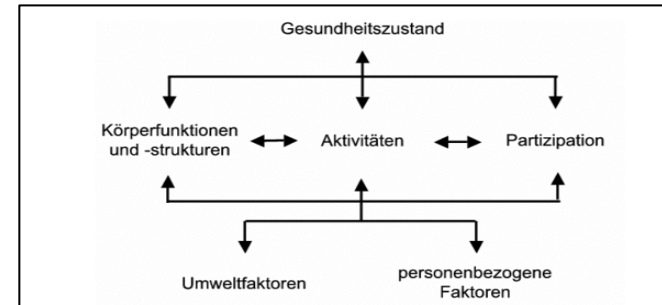 Gesundheitszustand
Körperfunktionen
und -strukturen
Aktivitäten
Partizipation
Umweltfaktoren
personenbezogene
Faktoren